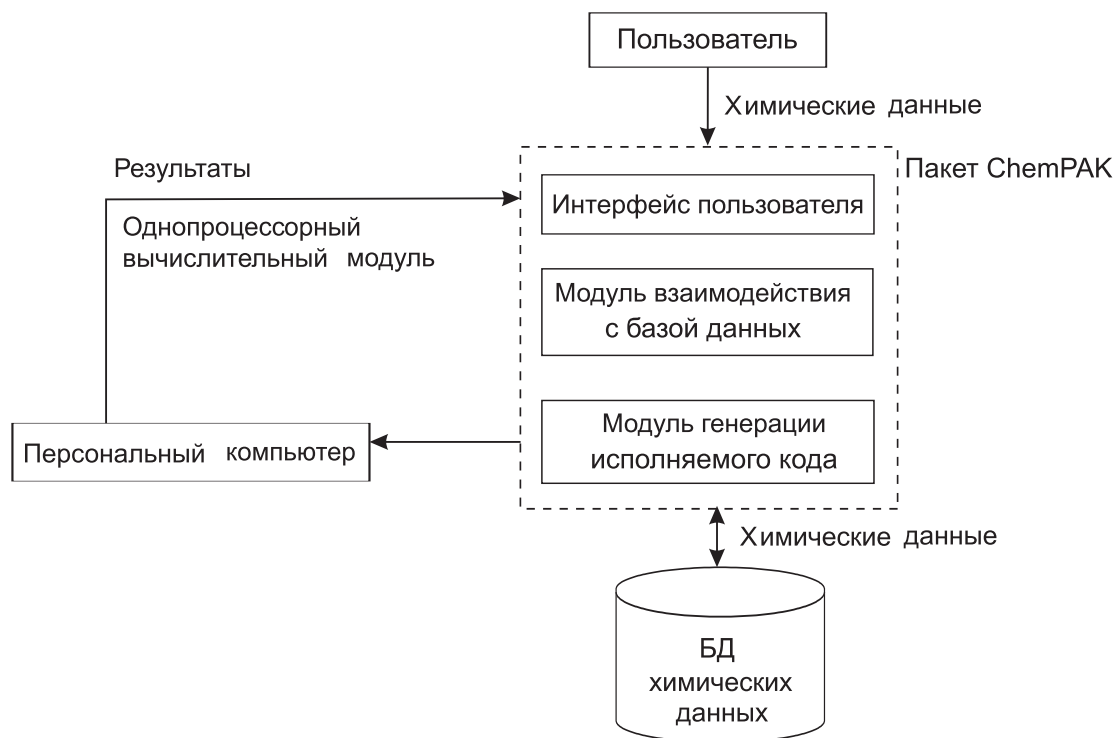 Пользователь
Химические данные
Пакет ChemPAK
Результаты
Интерфейс пользователя
Однопроцессорный
вычислительный модуль
Модуль взаимодействия
с базой данных
Модуль генерации
исполняемого кода
Персональный компьютер
Химические данные
БД
химических
данных